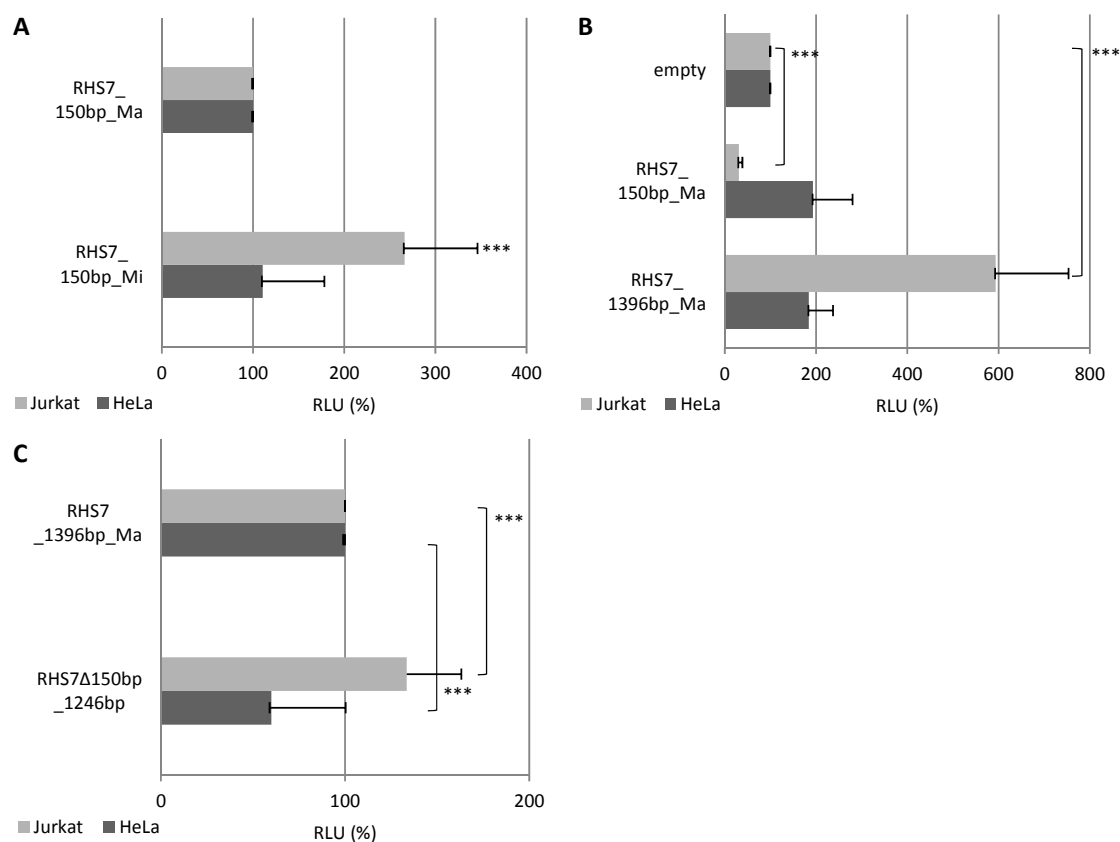 A
RHS7_
150bp_Ma
RHS7_
150bp_Mi
***
0
100
200
300
400
Jurkat
HeLa
RLU (%)
B
empty
RHS7_
150bp_Ma
RHS7_
1396bp_Ma
***
***
0
200
400
600
800
Jurkat
HeLa
RLU (%)
C
RHS7
_1396bp_Ma
RHS7Δ150bp
_1246bp
***
***
0
100
200
Jurkat
HeLa
RLU (%)